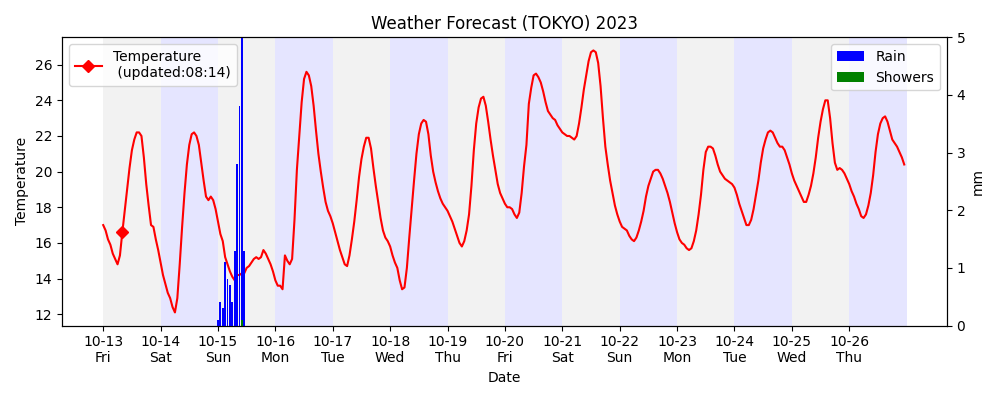 Weather Forecast (TOKYO) 2023
Temperature
(updated:08:14)
Rain
Showers
Temperature
26
24
22
20
18
16
14
12
5
4
3
2
1
0
mm
10-13 10-14 10-15 10-16 10-17 10-18 10-19 10-20 10-21 10-22 10-23 10-24 10-25 10-26
Fri Sat Sun Mon Tue Wed Thu Fri Sat Sun Mon Tue Wed Thu
Date